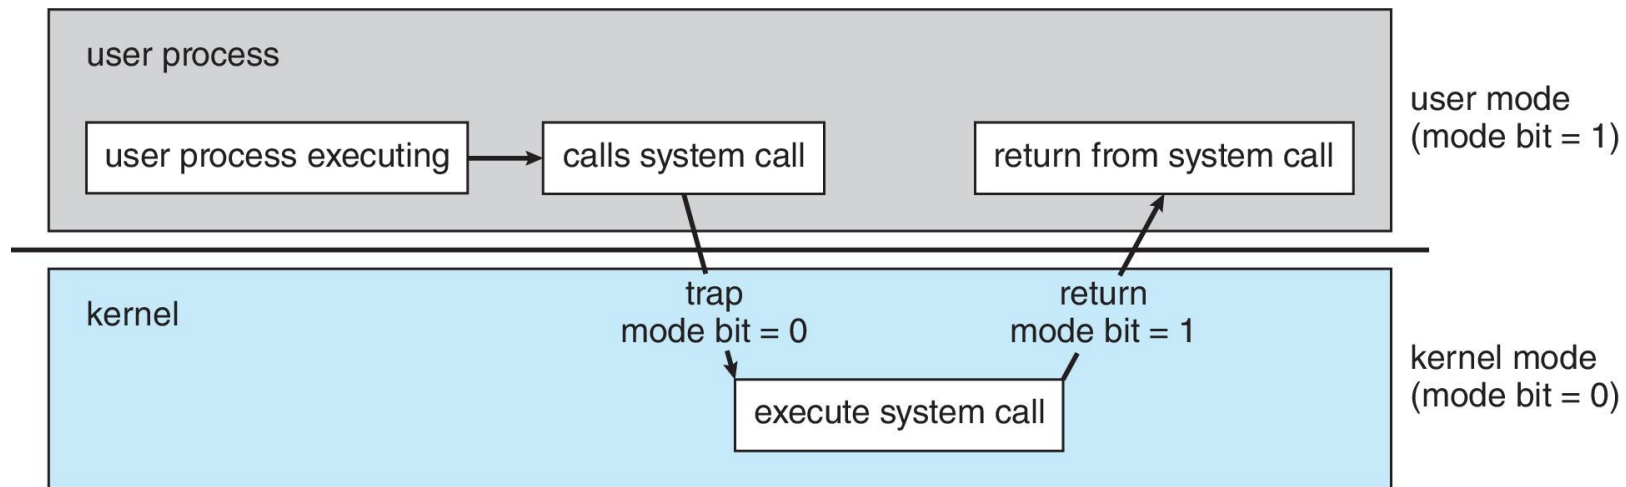 user process
user process executing
calls system call
return from system call
user mode
(mode bit = 1)
kernel
trap
mode bit = 0
return
mode bit = 1
execute system call
kernel mode
(mode bit = 0)